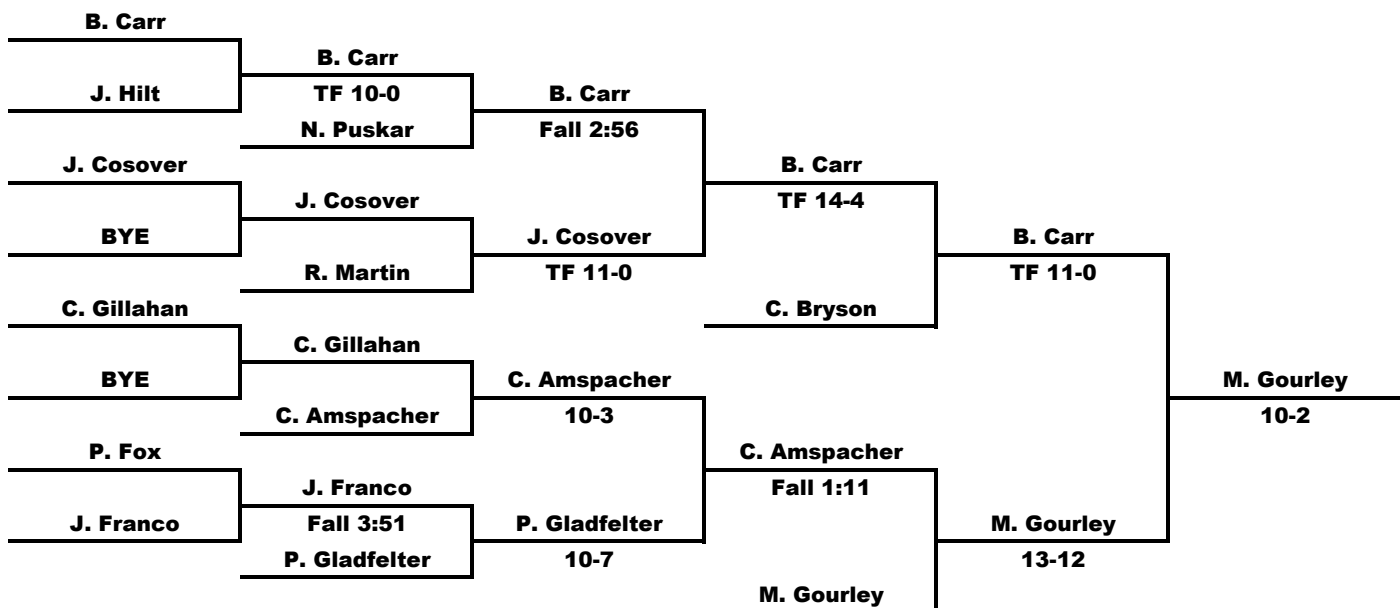 B. Carr
B. Carr
J. Hilt
TF 10-0
B. Carr
N. Puskar
Fall 2:56
J. Cosover
B. Carr
J. Cosover
TF 14-4
BYE
J. Cosover
B. Carr
R. Martin
TF 11-0
TF 11-0
C. Gillahan
C. Bryson
C. Gillahan
BYE
C. Amspacher
M. Gourley
C. Amspacher
10-3
10-2
P. Fox
C. Amspacher
J. Franco
Fall 1:11
J. Franco
Fall 3:51
P. Gladfelter
M. Gourley
P. Gladfelter
10-7
13-12
M. Gourley